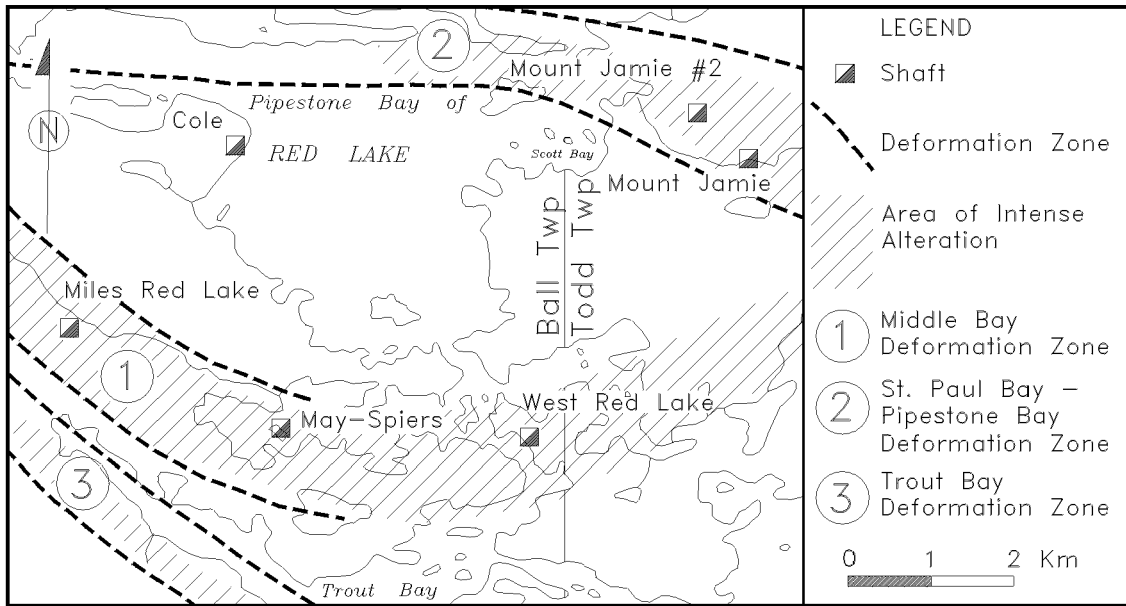 2
Mount Jamie #2
Pipestone Bay of
Cole
N
RED LAKE
Scott Bay
Mount Jamie
Ball Twp
Todd Twp
Miles Red Lake
1
West Red Lake
May-Spiers
3
Trout Bay
LEGEND
Shaft
Deformation Zone
Area of Intense
Alteration
1
Middle Bay
Deformation Zone
2
St. Paul Bay –
Pipestone Bay
Deformation Zone
3
Trout Bay
Deformation Zone
0 1 2 Km